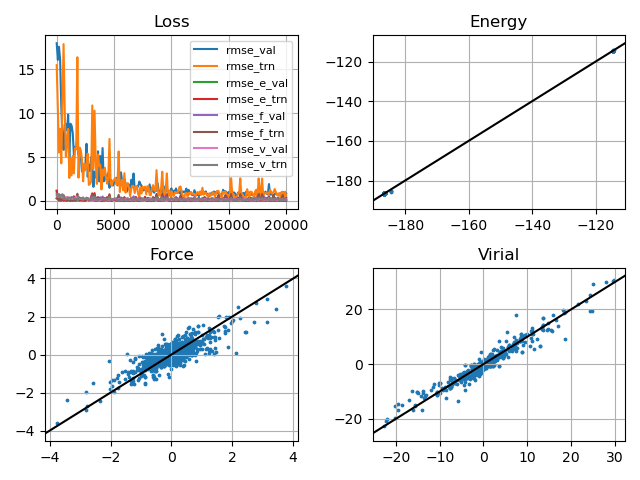 Loss
15
10
5
0
0 5000 10000 15000 20000
rmse_val
rmse_trn
rmse_e_val
rmse_e_trn
rmse_f_val
rmse_f_trn
rmse_v_val
rmse_v_trn
Energy
−120
−140
−160
−180
−180 −160 −140 −120
Force
4
2
0
−2
−4
−4 −2 0 2 4
Virial
20
0
−20
−20 −10 0 10 20 30